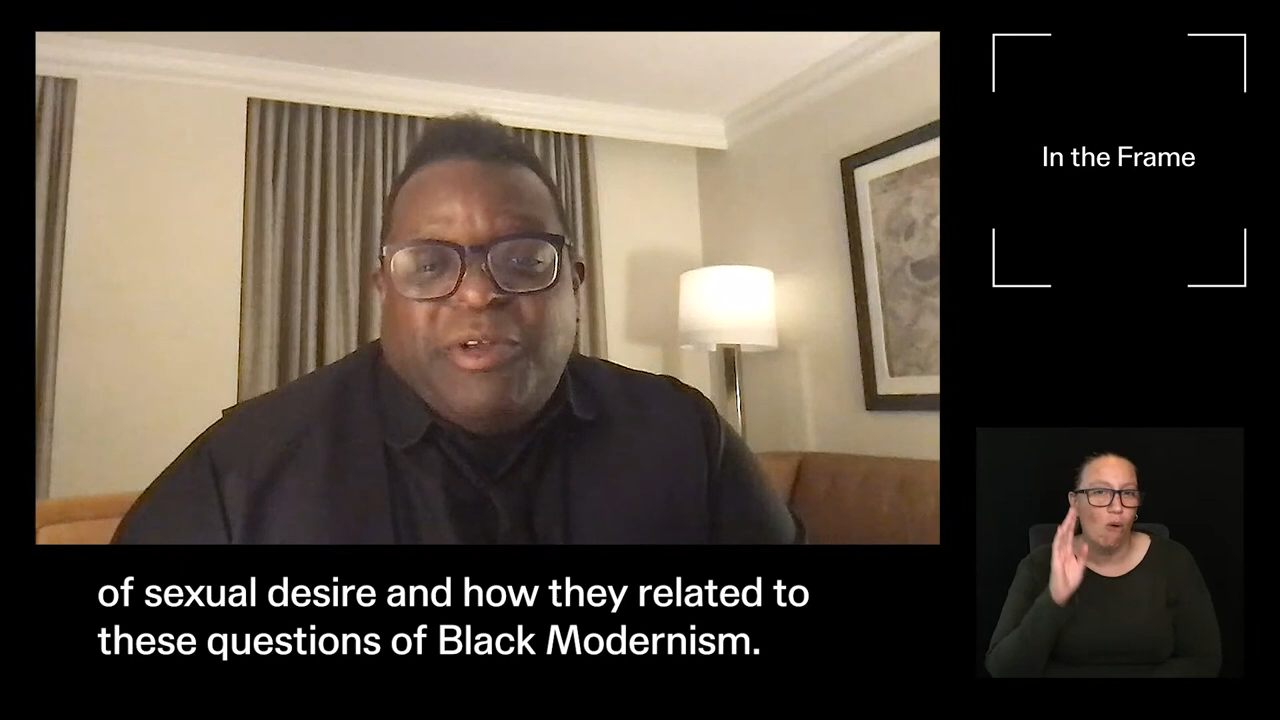 In the Frame
of sexual desire and how they related to
these questions of Black Modernism.